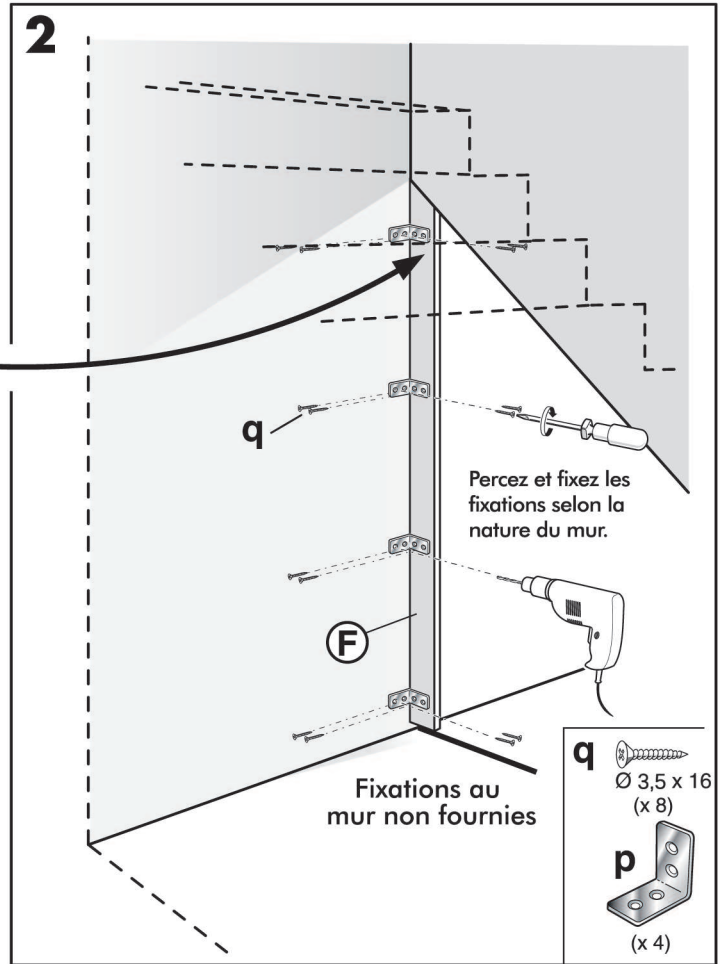 2
q
Percez et fixez les
fixations selon la
nature du mur.
F
Fixations au
mur non fournies
q
Ø 3,5 x 16
(x 8)
p
(x 4)